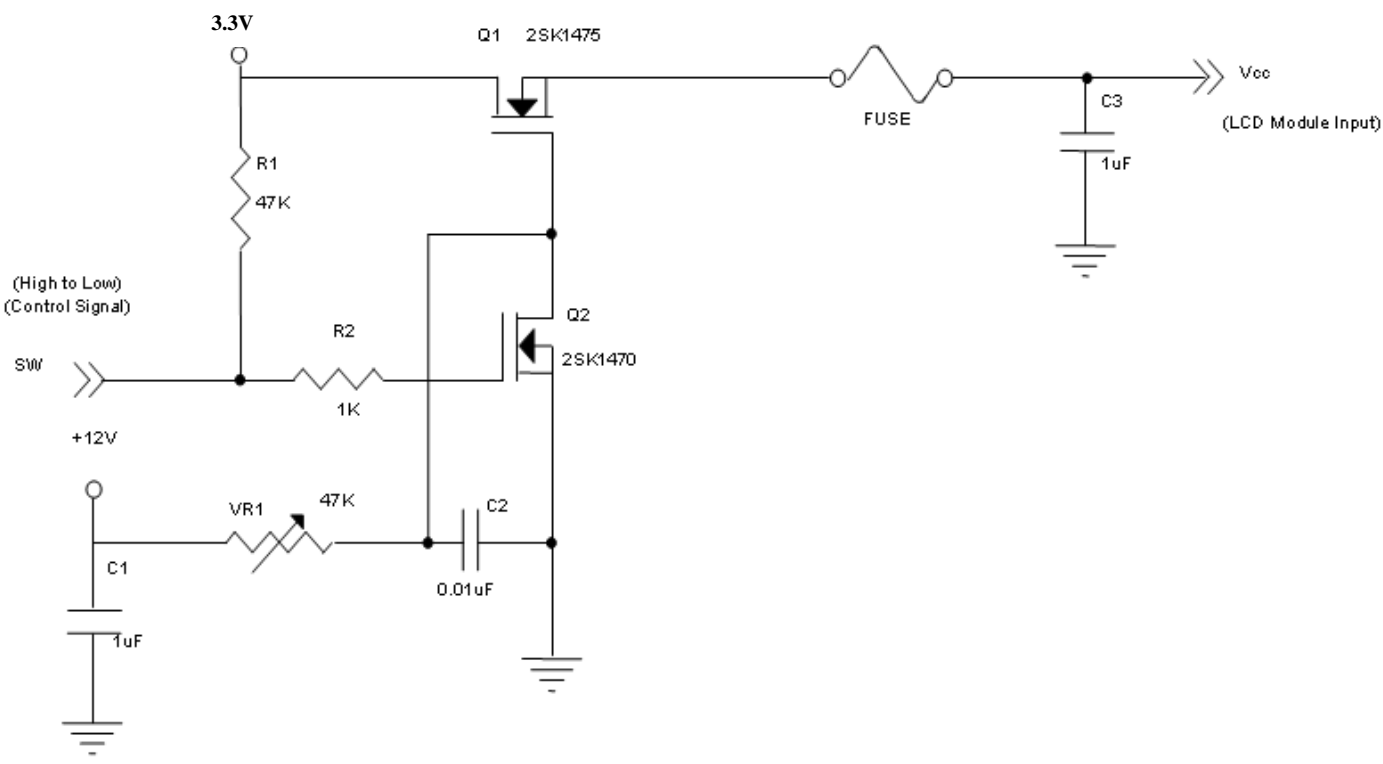 3.3V
Q1 2SK1475
Vcc
C3
FUSE
(LCD Module Input)
R1
1uF
47K
(High to Low)
(Control Signal)
Q2
R2
2SK1470
SW
1K
+12V
47K
VR1
C2
C1
0.01uF
1uF